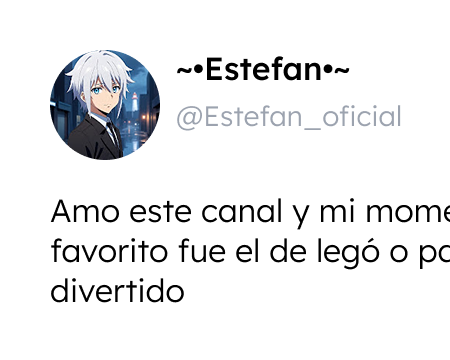 ~•Estefan•~
@Estefan_oficial
Amo este canal y mi
favorito fue el de legó o
divertido